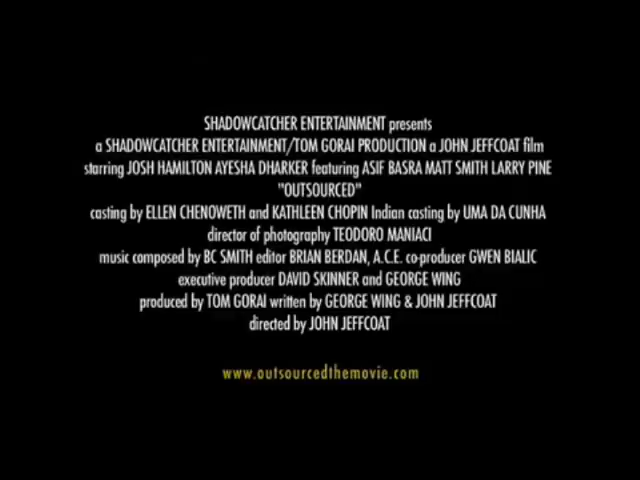 SHADOWCATCHER ENTERTAINMENT presents
a SHADOWCATCHER ENTERTAINMENT/TOM GORAI PRODUCTION a JOHN JEFFCOAT film
starring JOSH HAMILTON AYESHA DHARKER featuring ASIF BASRA MATT SMITH LARRY PINE
"OUTSOURCED"
casting by ELLEN CHENOWETH and KATHLEEN CHOPIN Indian casting by UMA DA CUNHA
director of photography TEODORO MANIACI
music composed by BC SMITH editor BRIAN BERDAN, A.C.E. co-producer GWEN BIALIC
executive producer DAVID SKINNER and GEORGE WING
produced by TOM GORAI written by GEORGE WING & JOHN JEFFCOAT
directed by JOHN JEFFCOAT
www.outsourcedthemovie.com